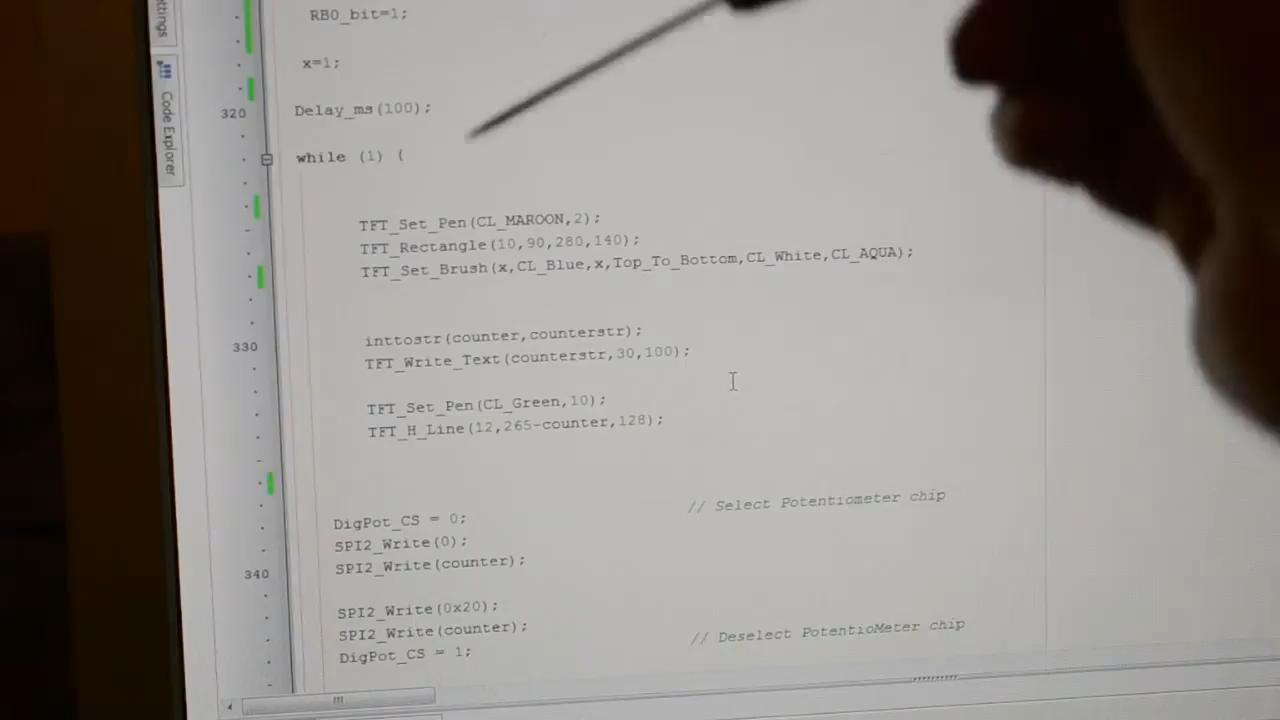 ettings
Code Explorer
RB0_bit=1;
x=1;
320
Delay_ms(100);
while (1) {
TFT_Set_Pen(CL_MAROON,2);
TFT_Rectangle(10,90,280,140);
TFT_Set_Brush(x,CL_Blue,x,Top_To_Bottom,CL_White,CL_AQUA);
330
inttostr(counter,counterstr);
TFT_Write_Text(counterstr,30,100);
TFT_Set_Pen(CL_Green,10);
TFT_H_Line(12,265-counter,128);
// Select Potentiometer chip
DigPot_CS = 0;
SPI2_Write(0);
340
SPI2_Write(counter);
SPI2_Write(0x20);
SPI2_Write(counter);
// Deselect PotentioMeter chip
DigPot_CS = 1;